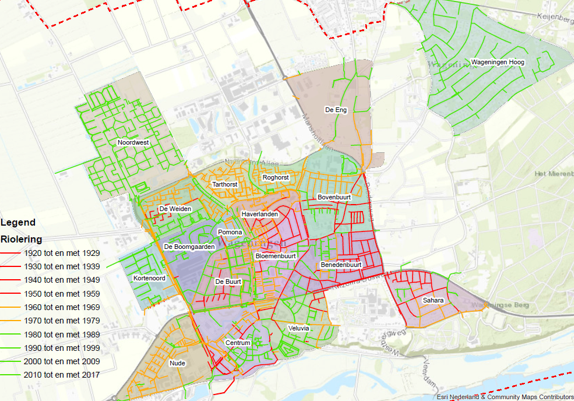 Keijenberg
Wageningen
Wageningen Hoog
De Eng
Noordwest
Tarthorst
Roghorst
Bovenbuurt
De Weiden
Haverlanden
Pomona
De Boomgaarden
Bloemenbuurt
Benedenbuurt
Kortenoord
De Buurt
Sahara
Veluvia
Centrum
Nude
Het Meerenb
Legend
Riolering
1920 tot en met 1929
1930 tot en met 1939
1940 tot en met 1949
1950 tot en met 1959
1960 tot en met 1969
1970 tot en met 1979
1980 tot en met 1989
1990 tot en met 1999
2000 tot en met 2009
2010 tot en met 2017
Esri Nederland & Community Maps Contributors